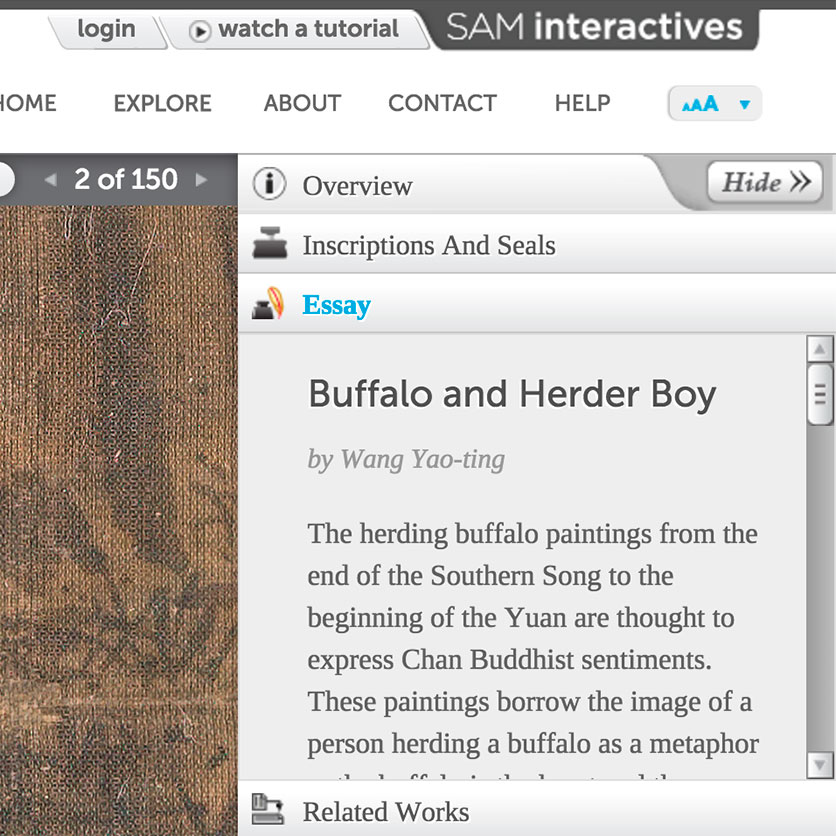 login
watch a tutorial
SAM interactives
HOME EXPLORE ABOUT CONTACT HELP AAA
2 of 150
Overview
Hide
Inscriptions And Seals
Essay
Buffalo and Herder Boy
by Wang Yao-ting
The herding buffalo paintings from the
end of the Southern Song to the
beginning of the Yuan are thought to
express Chan Buddhist sentiments.
These paintings borrow the image of a
person herding a buffalo as a metaphor
Related Works